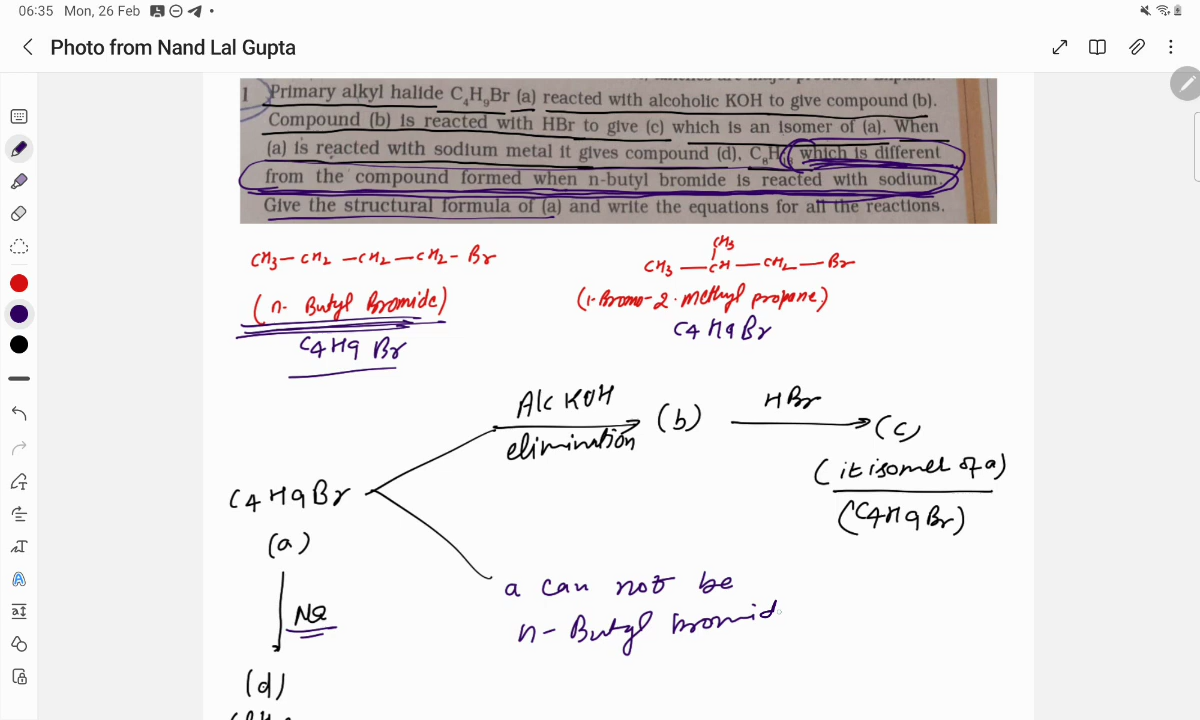 06:35 Mon, 26 Feb
Photo from Nand Lal Gupta
1 Primary alkyl halide C₄H₉Br (a) reacted with alcoholic KOH to give compound (b).
Compound (b) is reacted with HBr to give (c) which is an isomer of (a). When
(a) is reacted with sodium metal it gives compound (d), C₈H₁₈ which is different
from the compound formed when n-butyl bromide is reacted with sodium.
Give the structural formula of (a) and write the equations for all the reactions.
CH₃
CH₃— CH₂ —CH₂ —CH₂- Br
CH₃ —CH —CH₂ — Br
(n- Butyl Bromide)
(1-Bromo-2-methyl propane)
C₄H₉Br
C₄H₉Br
Alc KOH
elimination
(b)
HBr
(c)
(it isomer of a)
(C₄H₉Br)
C₄H₉Br
(a)
a can not be
n- Butyl bromid
Na
(d)